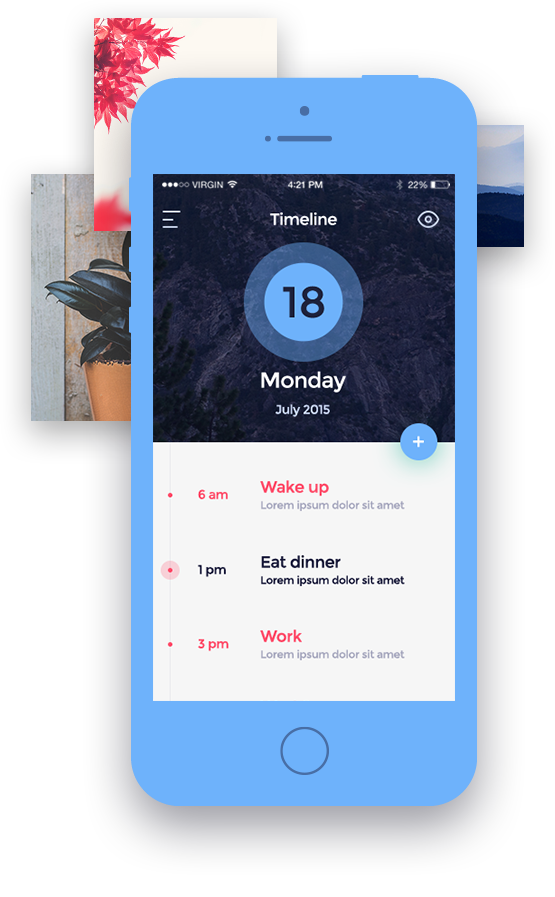 VIRGIN 4:21 PM 22%
Timeline
18
Monday
July 2015
+
6 am Wake up
Lorem ipsum dolor sit amet
1 pm Eat dinner
Lorem ipsum dolor sit amet
3 pm Work
Lorem ipsum dolor sit amet